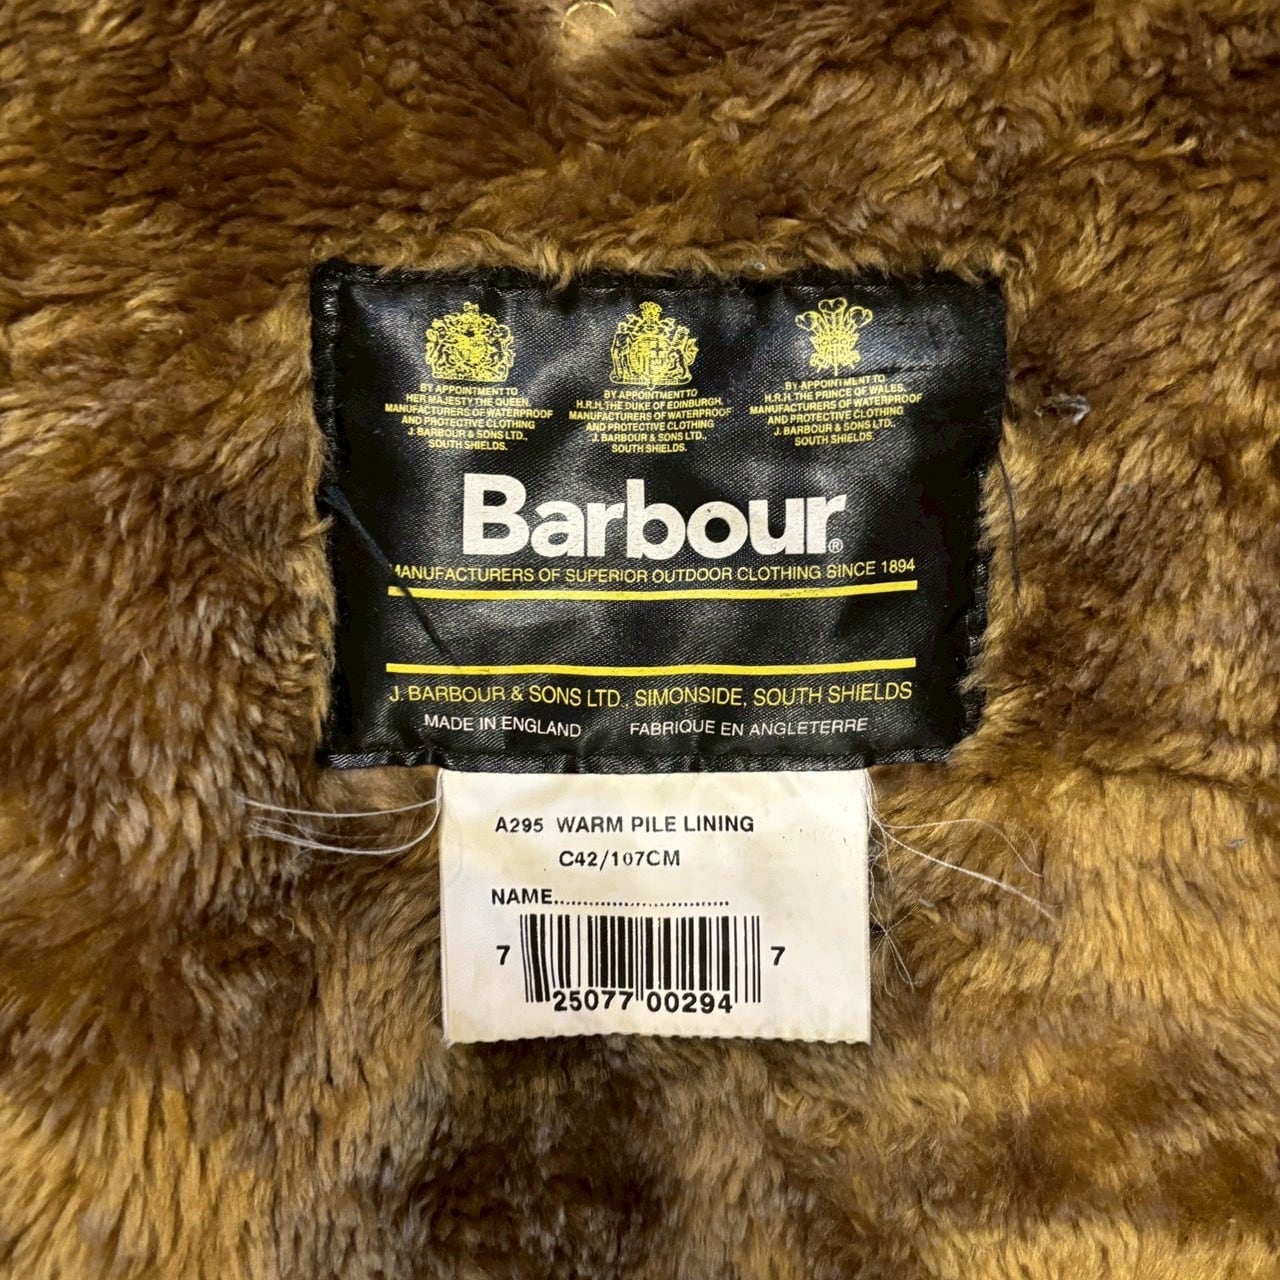 BY APPOINTMENT TO
HER MAJESTY THE QUEEN.
MANUFACTURERS OF WATERPROOF
AND PROTECTIVE CLOTHING
J. BARBOUR & SONS LTD.,
SOUTH SHIELDS.
BY APPOINTMENT TO
H.R.H. THE DUKE OF EDINBURGH.
MANUFACTURERS OF WATERPROOF
AND PROTECTIVE CLOTHING
J. BARBOUR & SONS LTD.,
SOUTH SHIELDS.
BY APPOINTMENT TO
H.R.H. THE PRINCE OF WALES.
MANUFACTURERS OF WATERPROOF
AND PROTECTIVE CLOTHING
J. BARBOUR & SONS LTD.,
SOUTH SHIELDS.
Barbour®
MANUFACTURERS OF SUPERIOR OUTDOOR CLOTHING SINCE 1894
J. BARBOUR & SONS LTD., SIMONSIDE, SOUTH SHIELDS
MADE IN ENGLAND FABRIQUE EN ANGLETERRE
A295 WARM PILE LINING
C42/107CM
NAME..............................
7 25077 00294 7